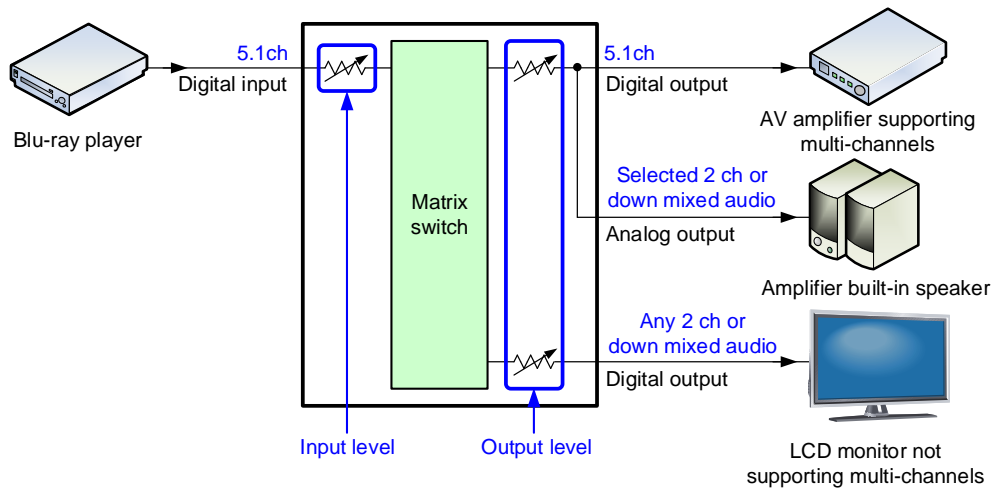 5.1ch
Digital input
Blu-ray player
Matrix
switch
Input level
Output level
5.1ch
Digital output
AV amplifier supporting
multi-channels
Selected 2 ch or
down mixed audio
Analog output
Amplifier built-in speaker
Any 2 ch or
down mixed audio
Digital output
LCD monitor not
supporting multi-channels